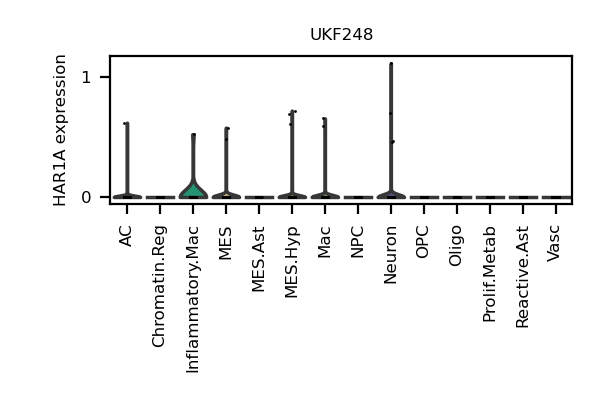 UKF248
HAR1A expression
1
0
AC
Chromatin.Reg
Inflammatory.Mac
MES
MES.Ast
MES.Hyp
Mac
NPC
Neuron
OPC
Oligo
Prolif.Metab
Reactive.Ast
Vasc